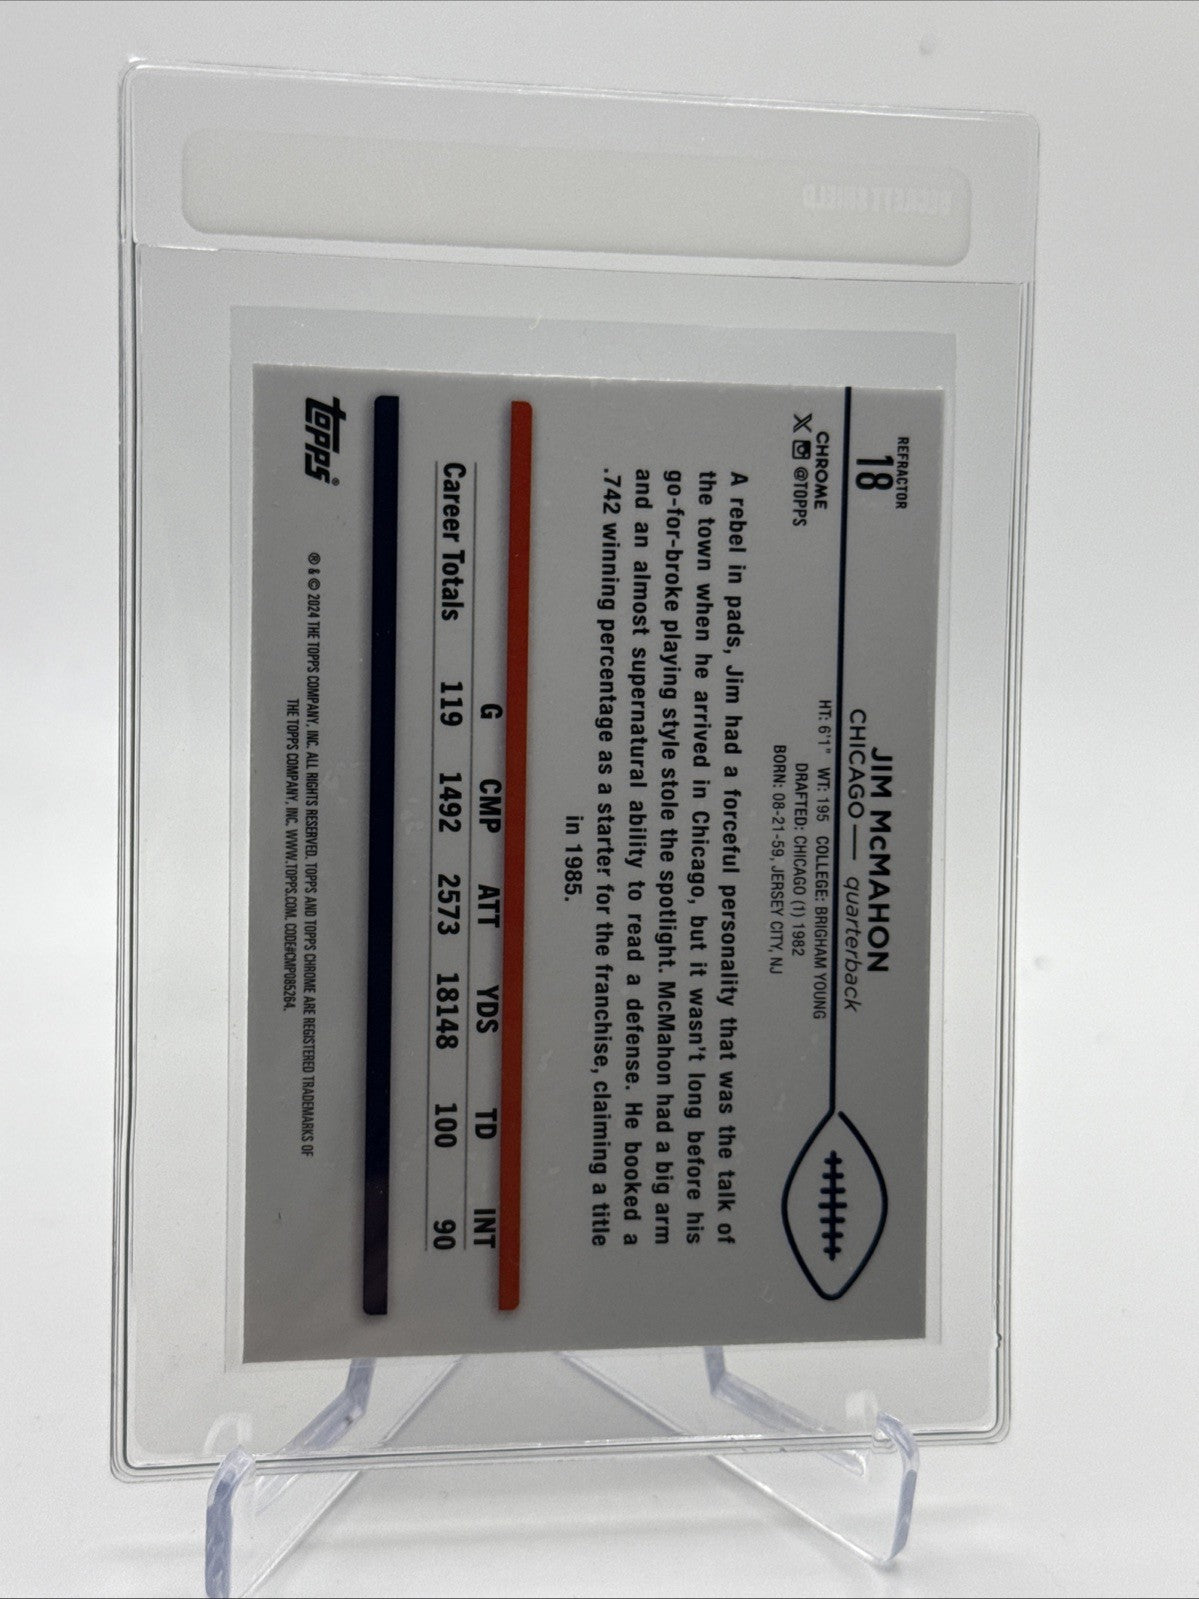 BECKETT SHIELD
REFRACTOR
18
CHROME
X @TOPPS
JIM McMAHON
CHICAGO — quarterback
HT: 6'1" WT: 195 COLLEGE: BRIGHAM YOUNG
DRAFTED: CHICAGO (1) 1982
BORN: 08-21-59, JERSEY CITY, NJ
A rebel in pads, Jim had a forceful personality that was the talk of
the town when he arrived in Chicago, but it wasn't long before his
go-for-broke playing style stole the spotlight. McMahon had a big arm
and an almost supernatural ability to read a defense. He booked a
.742 winning percentage as a starter for the franchise, claiming a title
in 1985.
G CMP ATT YDS TD INT
Career Totals 119 1492 2573 18148 100 90
topps®
® & © 2024 THE TOPPS COMPANY, INC. ALL RIGHTS RESERVED. TOPPS AND TOPPS CHROME ARE REGISTERED TRADEMARKS OF
THE TOPPS COMPANY, INC. WWW.TOPPS.COM. CODE#CMP085264.